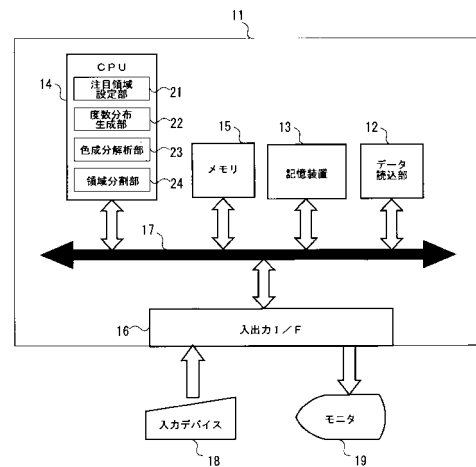 11
CPU
14
注目領域
設定部
21
度数分布
生成部
22
色成分解析部
23
領域分割部
24
15
メモリ
13
記憶装置
12
データ
読込部
17
16
入出力I/F
入力デバイス
18
モニタ
19